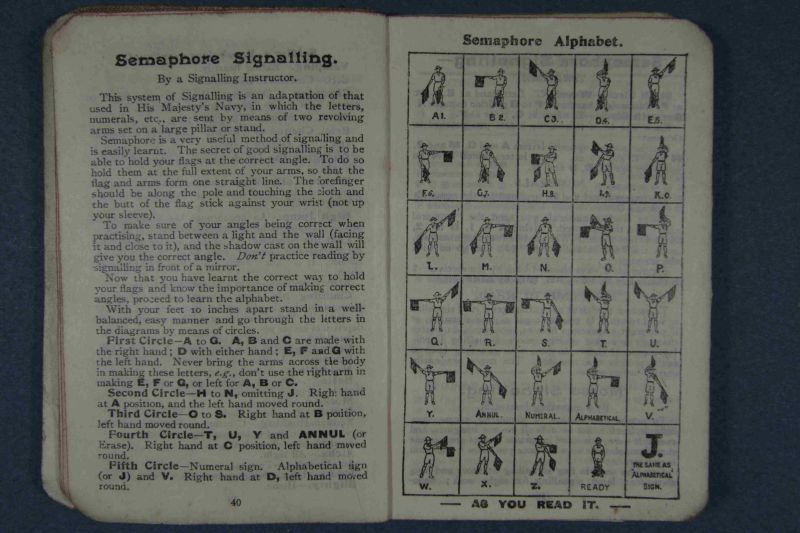 Semaphore Signalling.
By a Signalling Instructor.
This system of Signalling is an adaptation of that
used in His Majesty's Navy, in which the letters,
numerals, etc., are sent by means of two revolving
arms set on a large pillar or stand.
Semaphore is a very useful method of signalling and
is easily learnt. The secret of good signalling is to be
able to hold your flags at the correct angle. To do so
hold them at the full extent of your arms, so that the
flag and arms form one straight line. The forefinger
should be along the pole and touching the cloth and
the butt of the flag stick against your wrist (not up
your sleeve).
To make sure of your angles being correct when
practising, stand between a light and the wall (facing
it and close to it), and the shadow cast on the wall will
give you the correct angle. Don't practice reading by
signalling in front of a mirror.
Now that you have learnt the correct way to hold
your flags and know the importance of making correct
angles, proceed to learn the alphabet.
With your feet 10 inches apart stand in a well-
balanced, easy manner and go through the letters in
the diagrams by means of circles.
First Circle—A to G. A, B and C are made with
the right hand; D with either hand; E, F and G with
the left hand. Never bring the arms across the body
in making these letters, e.g., don't use the right arm in
making E, F or G, or left for A, B or C.
Second Circle—H to N, omitting J. Right hand
at A position, and the left hand moved round.
Third Circle—O to S. Right hand at B position,
left hand moved round.
Fourth Circle—T, U, Y and ANNUL (or
Erase). Right hand at C position, left hand moved
round.
Fifth Circle—Numeral sign. Alphabetical sign
(or J) and V. Right hand at D, left hand moved
round.
40
Semaphore Alphabet.
A1. B2. C3. D4. E5.
F6. G7. H8. I9. K0.
L. M. N. O. P.
Q. R. S. T. U.
Y. ANNUL. NUMERAL. ALPHABETICAL. V.
W. X. Z. READY J.
THE SAME AS
ALPHABETICAL
SIGN.
— AS YOU READ IT. —